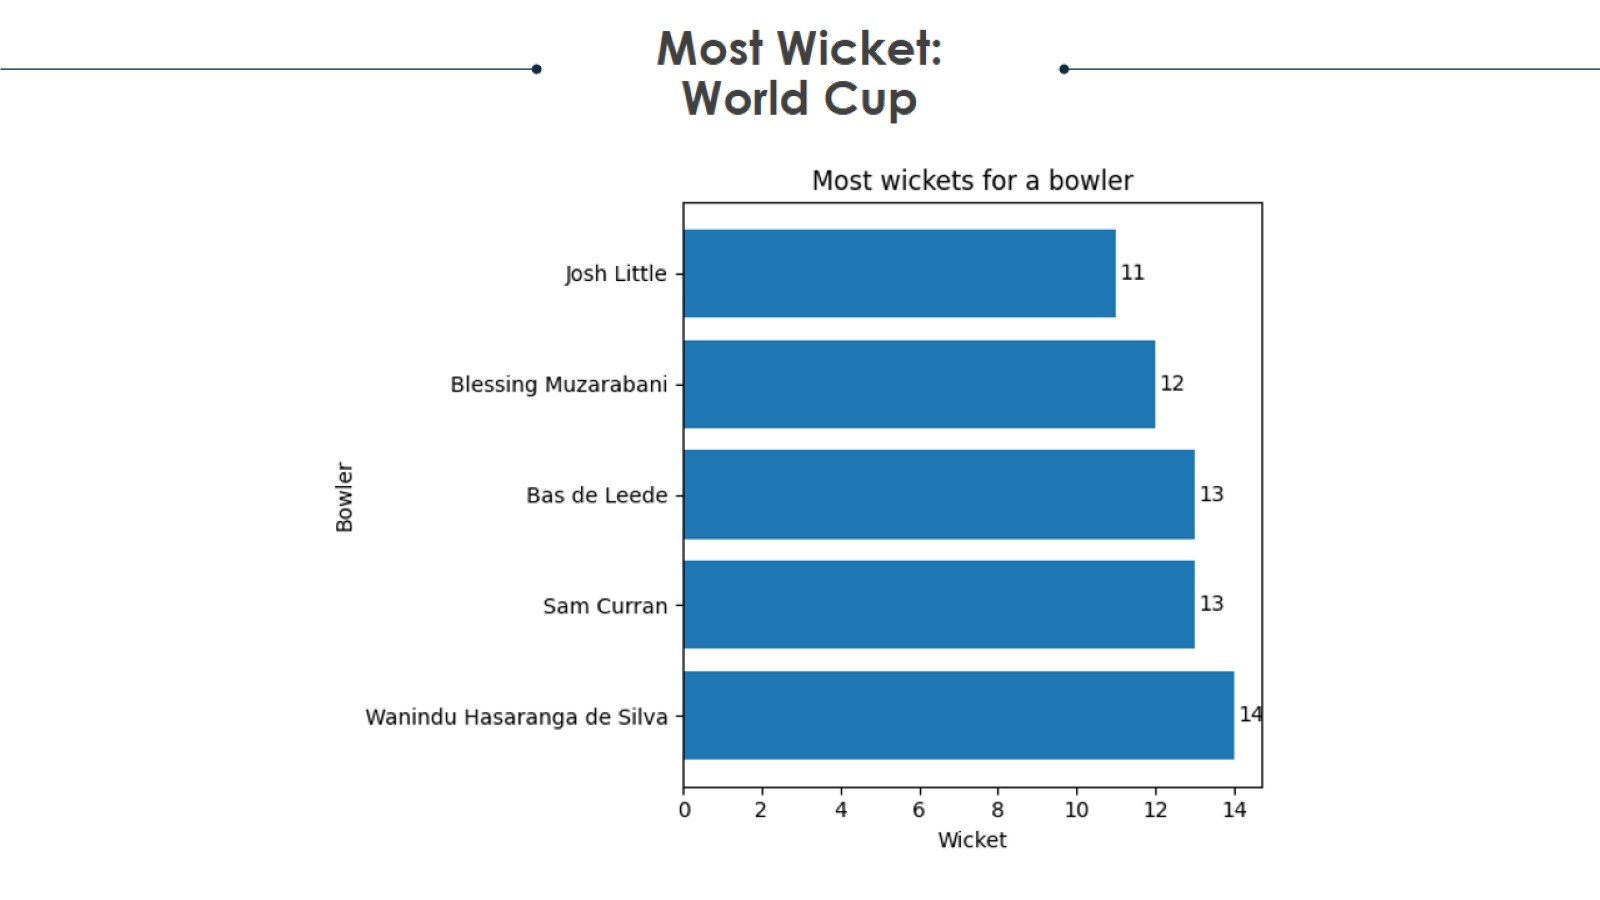 Most Wicket:
World Cup
Most wickets for a bowler
Josh Little
11
Blessing Muzarabani
12
Bas de Leede
13
Sam Curran
13
Wanindu Hasaranga de Silva
14
Bowler
0 2 4 6 8 10 12 14
Wicket